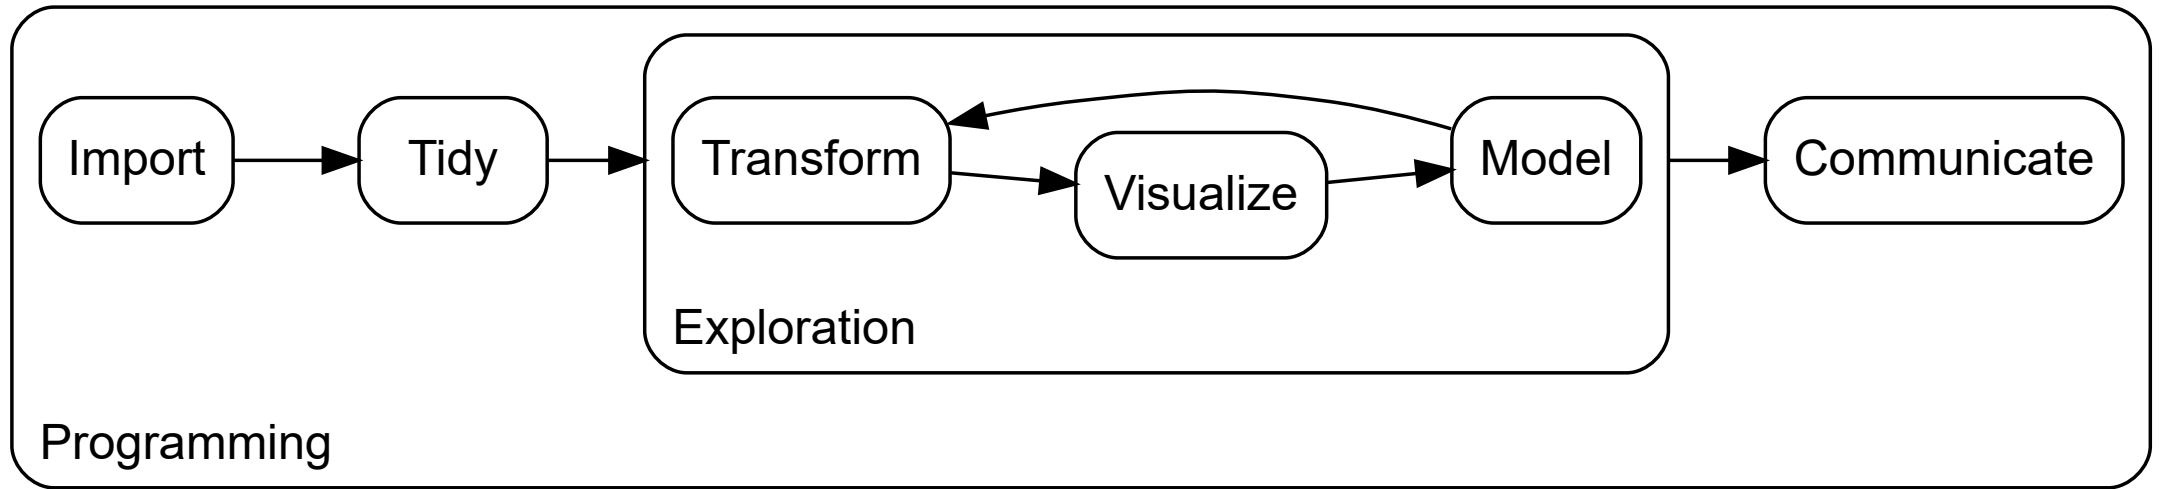 Import
Tidy
Transform
Visualize
Model
Communicate
Exploration
Programming